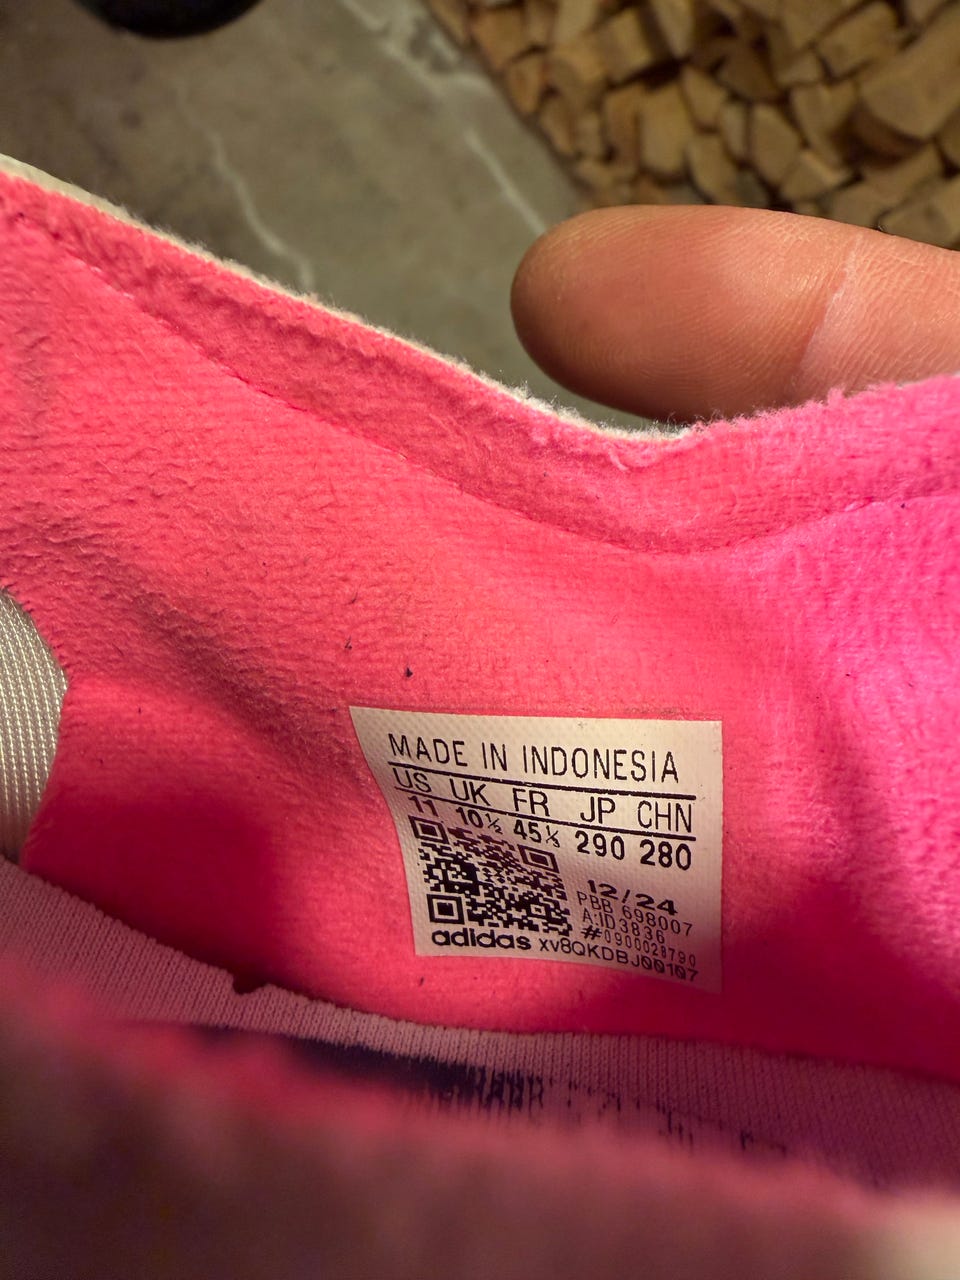 MADE IN INDONESIA
US UK FR JP CHN
11 10½ 45⅓ 290 280
12/24
PBB 698007
A:ID3836
#0900028790
adidas xv8QKDBJ00107